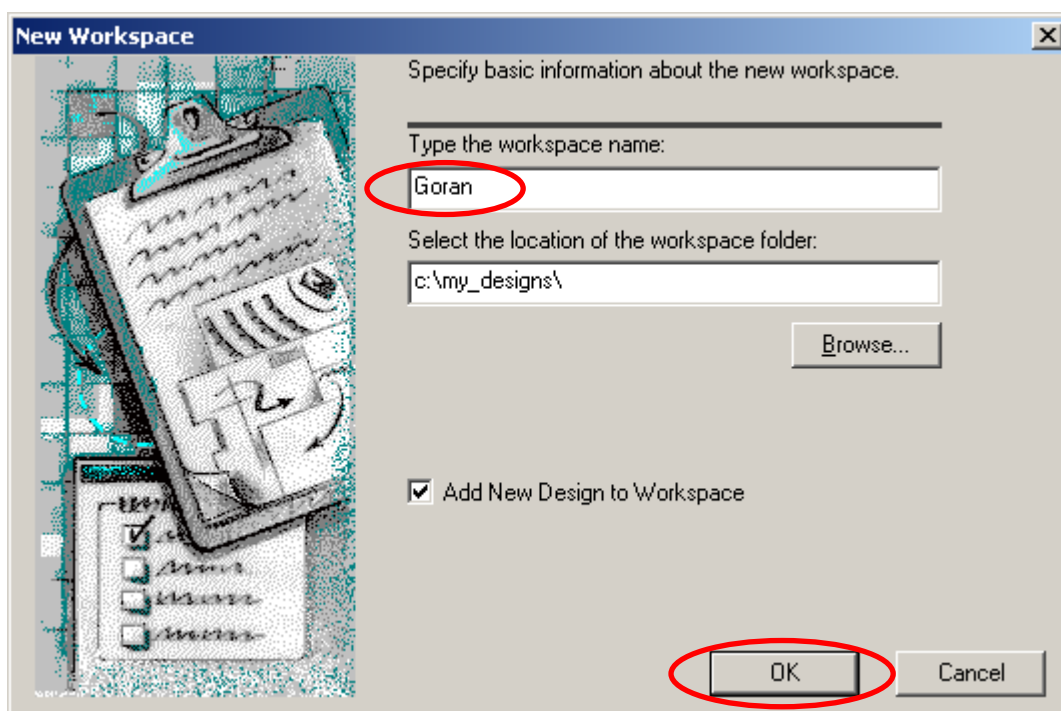 New Workspace
Specify basic information about the new workspace.
Type the workspace name:
Goran
Select the location of the workspace folder:
c:\my_designs\
Browse...
Add New Design to Workspace
OK
Cancel